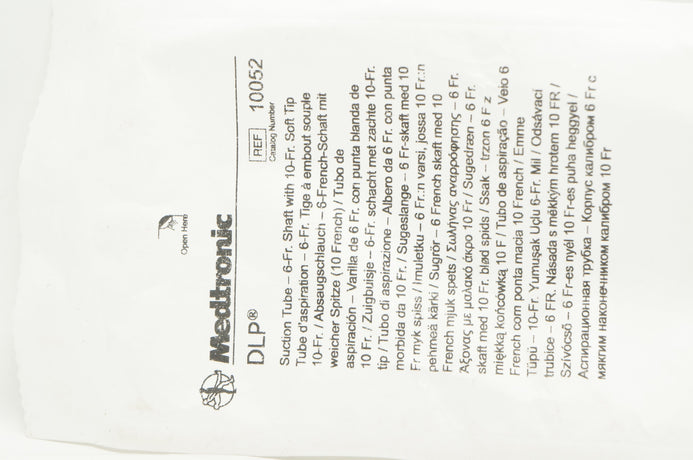 Open Here
Medtronic
DLP®
REF 10052
Catalog Number
Suction Tube – 6-Fr. Shaft with 10-Fr. Soft Tip
Tube d'aspiration – 6-Fr. Tige à embout souple
10-Fr. / Absaugschlauch – 6-French-Schaft mit
weicher Spitze (10 French) / Tubo de
aspiración – Varilla de 6 Fr. con punta blanda de
10 Fr. / Zuigbuisje – 6-Fr. schacht met zachte 10-Fr.
tip / Tubo di aspirazione – Albero da 6 Fr. con punta
morbida da 10 Fr. / Sugeslange – 6 Fr-skaft med 10
Fr myk spiss / Imuletku – 6 Fr.:n varsi, jossa 10 Fr.:n
pehmeä kärki / Sugrör – 6 French skaft med 10
French mjuk spets / Σωλήνας αναρρόφησης – 6 Fr.
Άξονας με μαλακό άκρο 10 Fr / Sugedræn – 6 Fr.
skaft med 10 Fr. blød spids / Ssak – trzon 6 F z
miękką końcówką 10 F / Tubo de aspiração – Veio 6
French com ponta macia 10 French / Emme
Tüpü – 10-Fr. Yumuşak Uçlu 6-Fr. Mil / Odsávací
trubice – 6 FR. Násada s měkkým hrotem 10 FR /
Szívócső – 6 Fr-es nyél 10 Fr-es puha heggyel /
Аспирационная трубка – Корпус калибром 6 Fr с
мягким наконечником калибром 10 Fr